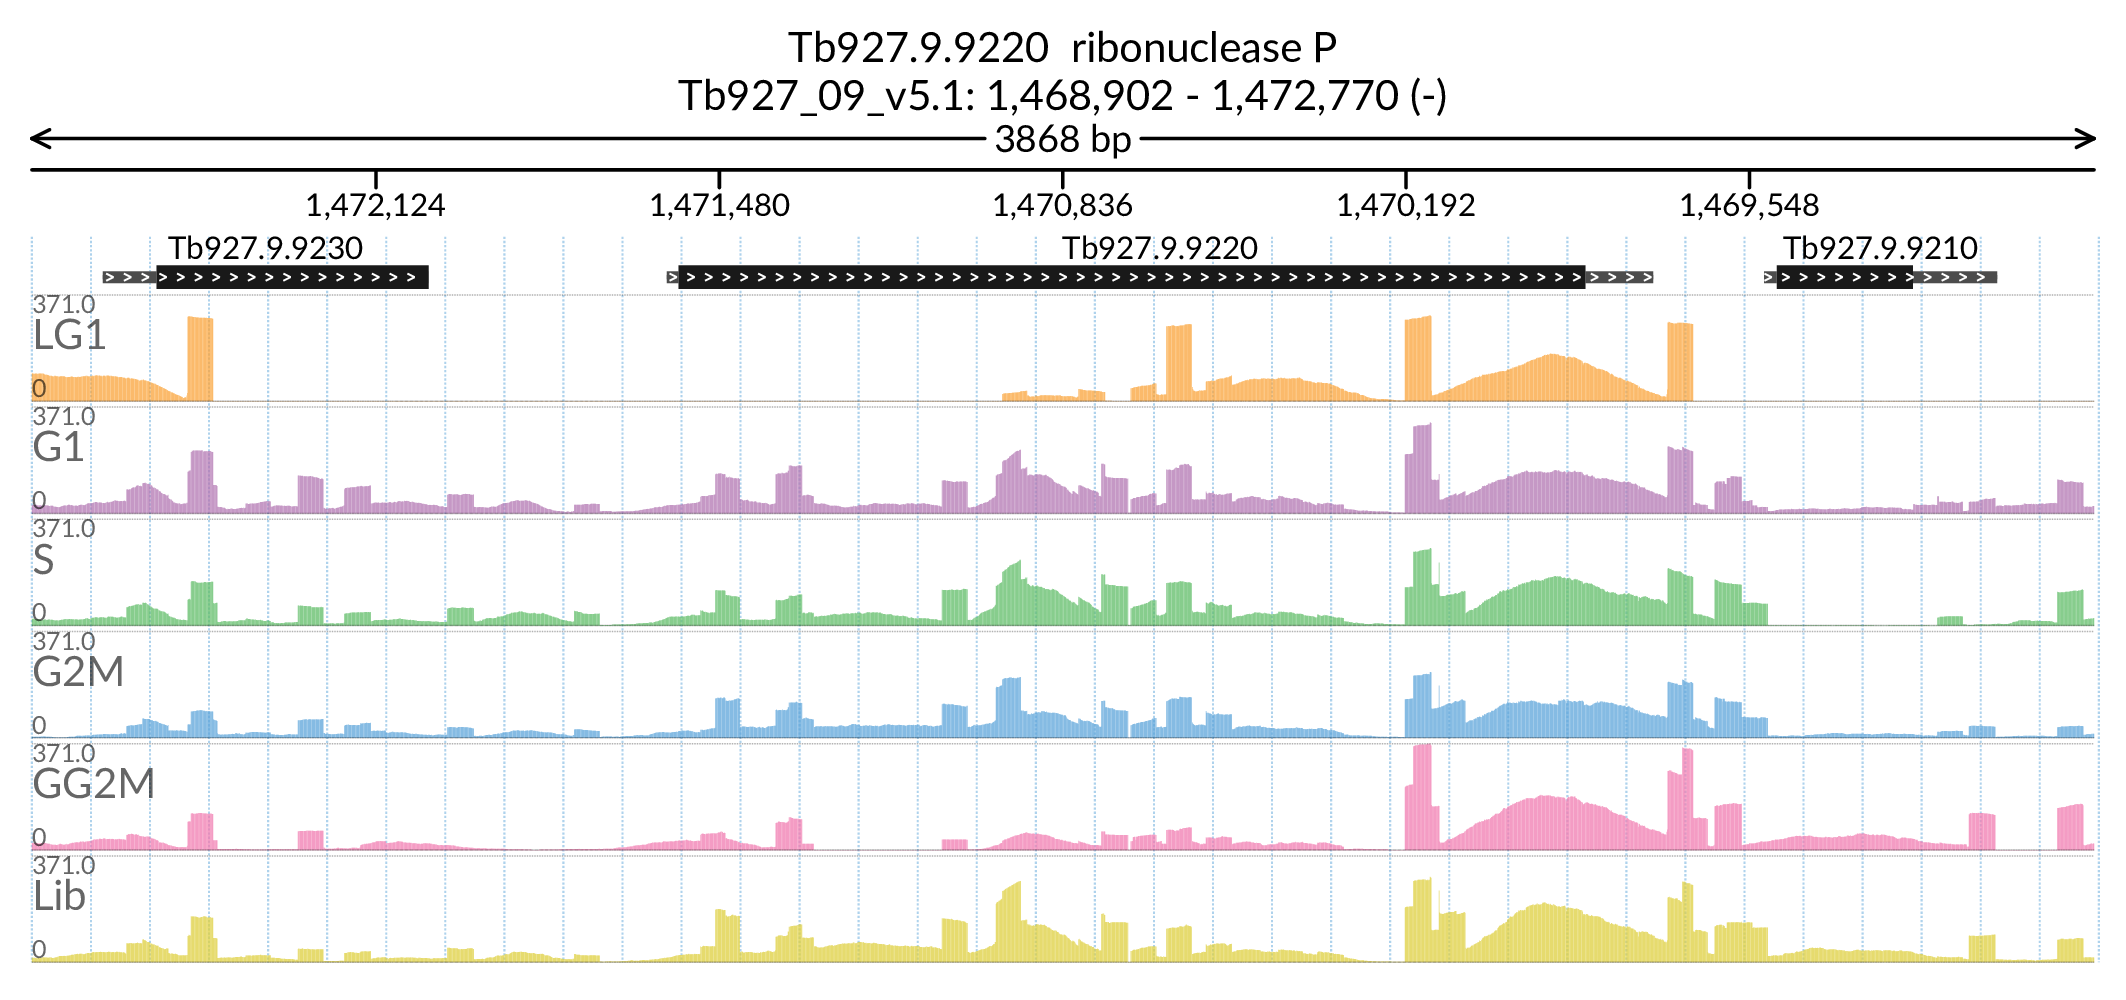 Tb927.9.9220 ribonuclease P
Tb927_09_v5.1: 1,468,902 - 1,472,770 (-)
3868 bp
1,472,124 1,471,480 1,470,836 1,470,192 1,469,548
Tb927.9.9230 Tb927.9.9220 Tb927.9.9210
371.0
LG1
0
371.0
G1
0
371.0
S
0
371.0
G2M
0
371.0
GG2M
0
371.0
Lib
0